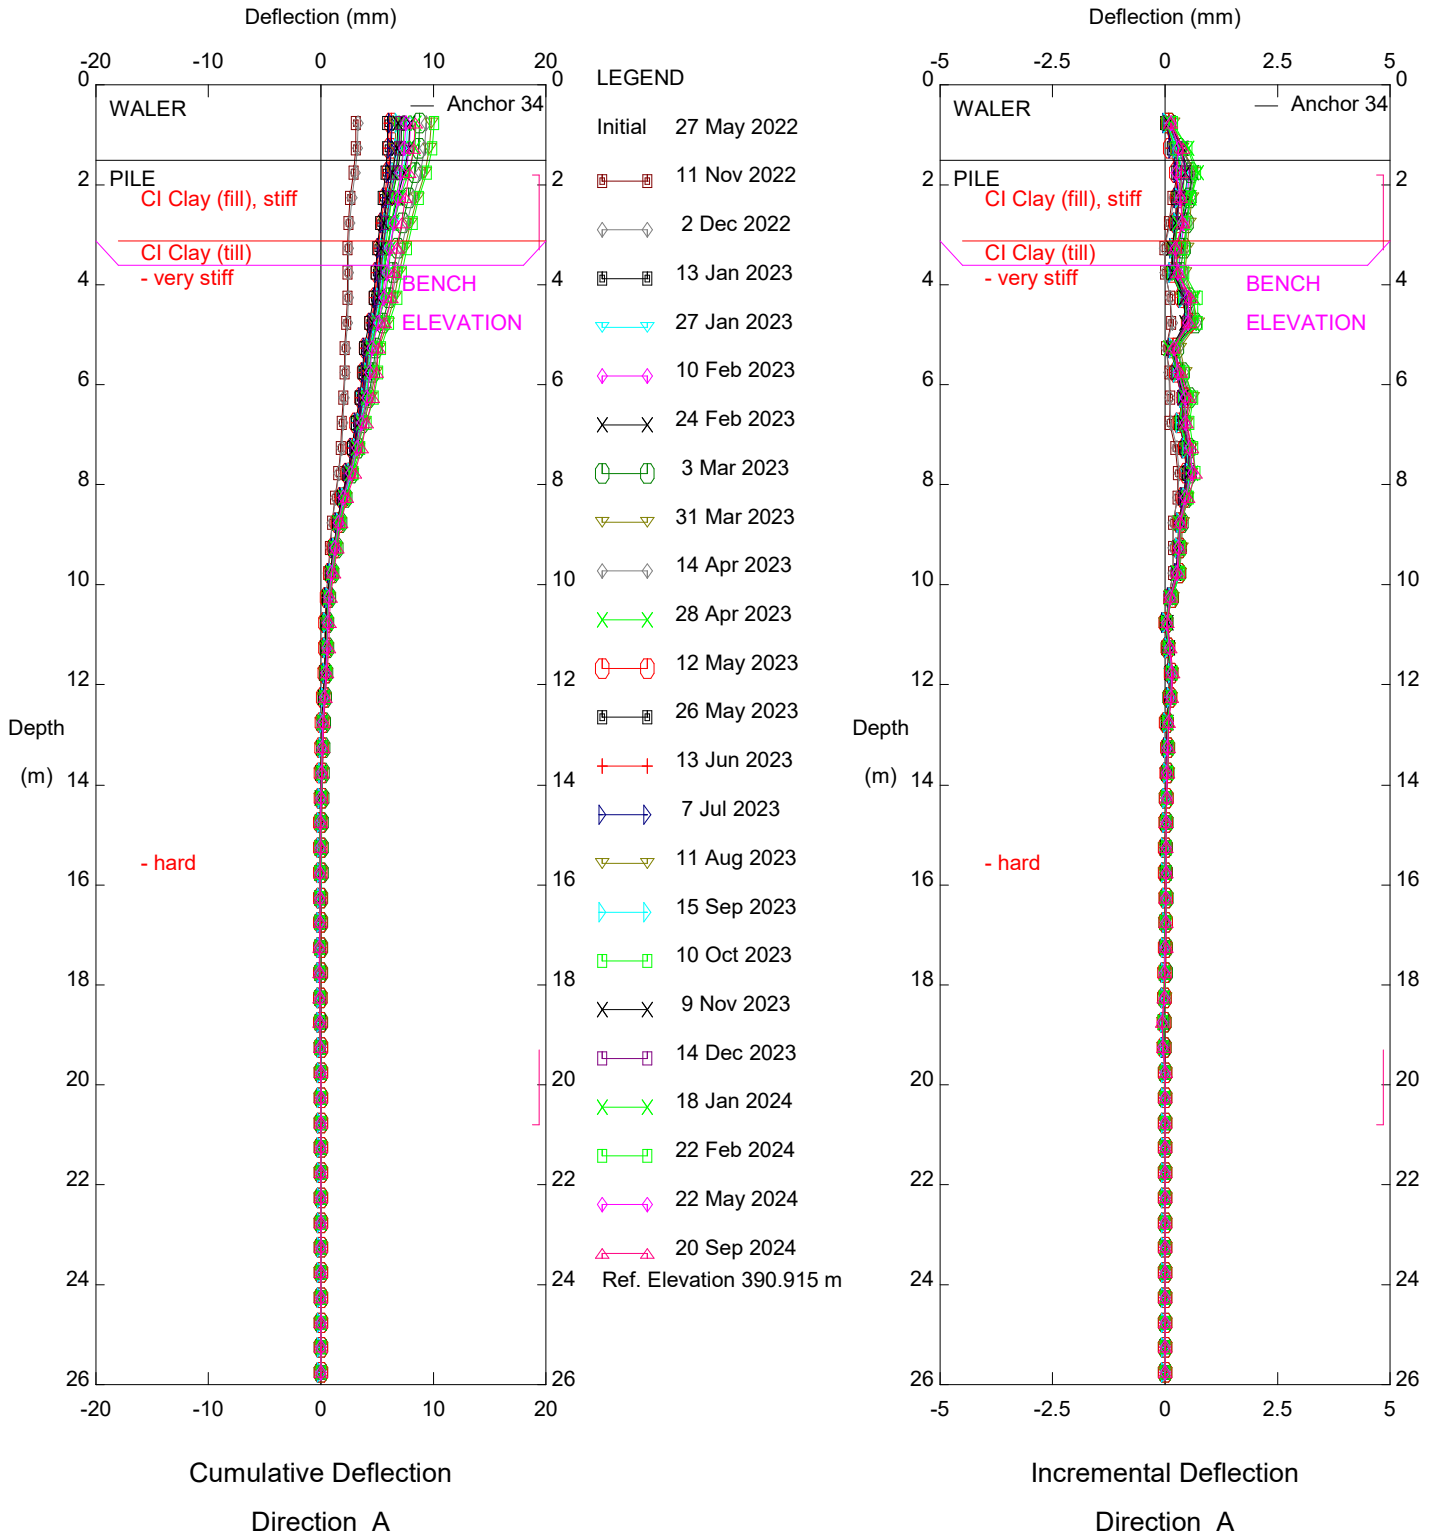 Deflection (mm)
-20 -10 0 10 20
0 0
WALER
Anchor 34
PILE
2 2
CI Clay (fill), stiff
CI Clay (till)
- very stiff
4 4
BENCH
ELEVATION
6 6
8 8
10 10
12 12
Depth
(m)
14 14
- hard
16 16
18 18
20 20
22 22
24 24
26 26
-20 -10 0 10 20
Cumulative Deflection
Direction A
LEGEND
Initial 27 May 2022
11 Nov 2022
2 Dec 2022
13 Jan 2023
27 Jan 2023
10 Feb 2023
24 Feb 2023
3 Mar 2023
31 Mar 2023
14 Apr 2023
28 Apr 2023
12 May 2023
26 May 2023
13 Jun 2023
7 Jul 2023
11 Aug 2023
15 Sep 2023
10 Oct 2023
9 Nov 2023
14 Dec 2023
18 Jan 2024
22 Feb 2024
22 May 2024
20 Sep 2024
Ref. Elevation 390.915 m
Deflection (mm)
-5 -2.5 0 2.5 5
0 0
WALER
Anchor 34
PILE
2 2
CI Clay (fill), stiff
CI Clay (till)
- very stiff
4 4
BENCH
ELEVATION
6 6
8 8
10 10
12 12
Depth
(m)
14 14
- hard
16 16
18 18
20 20
22 22
24 24
26 26
-5 -2.5 0 2.5 5
Incremental Deflection
Direction A